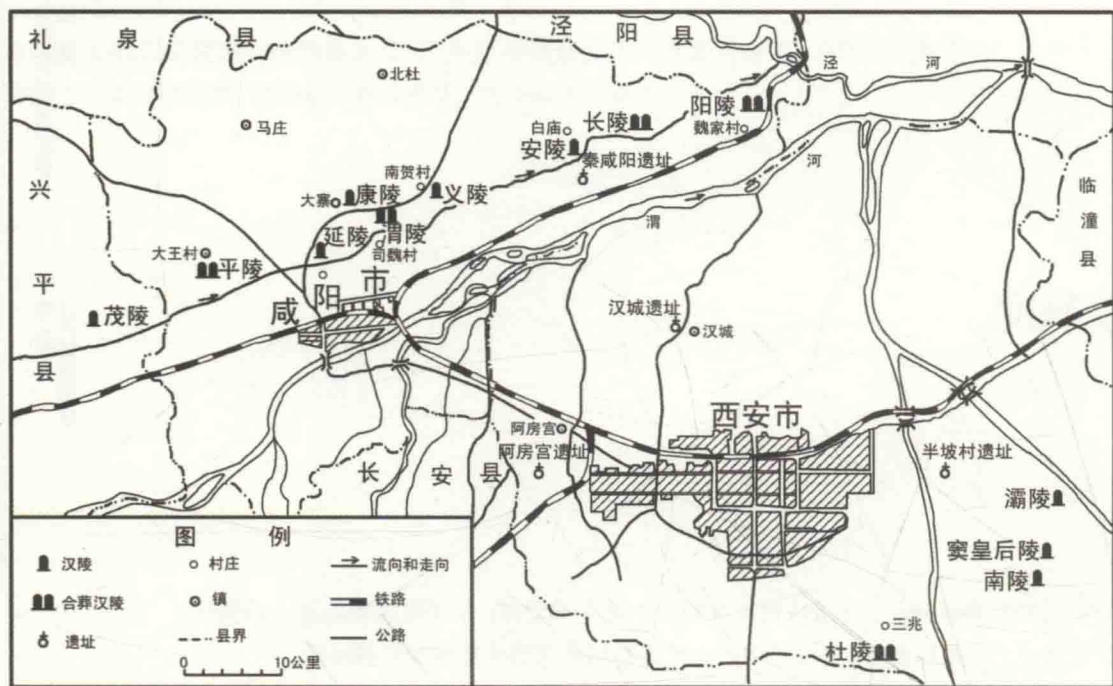 礼泉县
泾阳县
北杜
泾
河
马庄
阳陵
长陵
白庙
魏家村
安陵
秦咸阳遗址
河
渭
临潼县
南贺村
义陵
大寨
康陵
渭陵
延陵
司魏村
大王村
平陵
兴平县
茂陵
咸阳市
汉城遗址
汉城
西安市
阿房宫
阿房宫遗址
长安县
半坡村遗址
灞陵
窦皇后陵
南陵
三兆
杜陵
图例
汉陵
村庄
流向和走向
合葬汉陵
镇
铁路
遗址
县界
公路
0 10公里